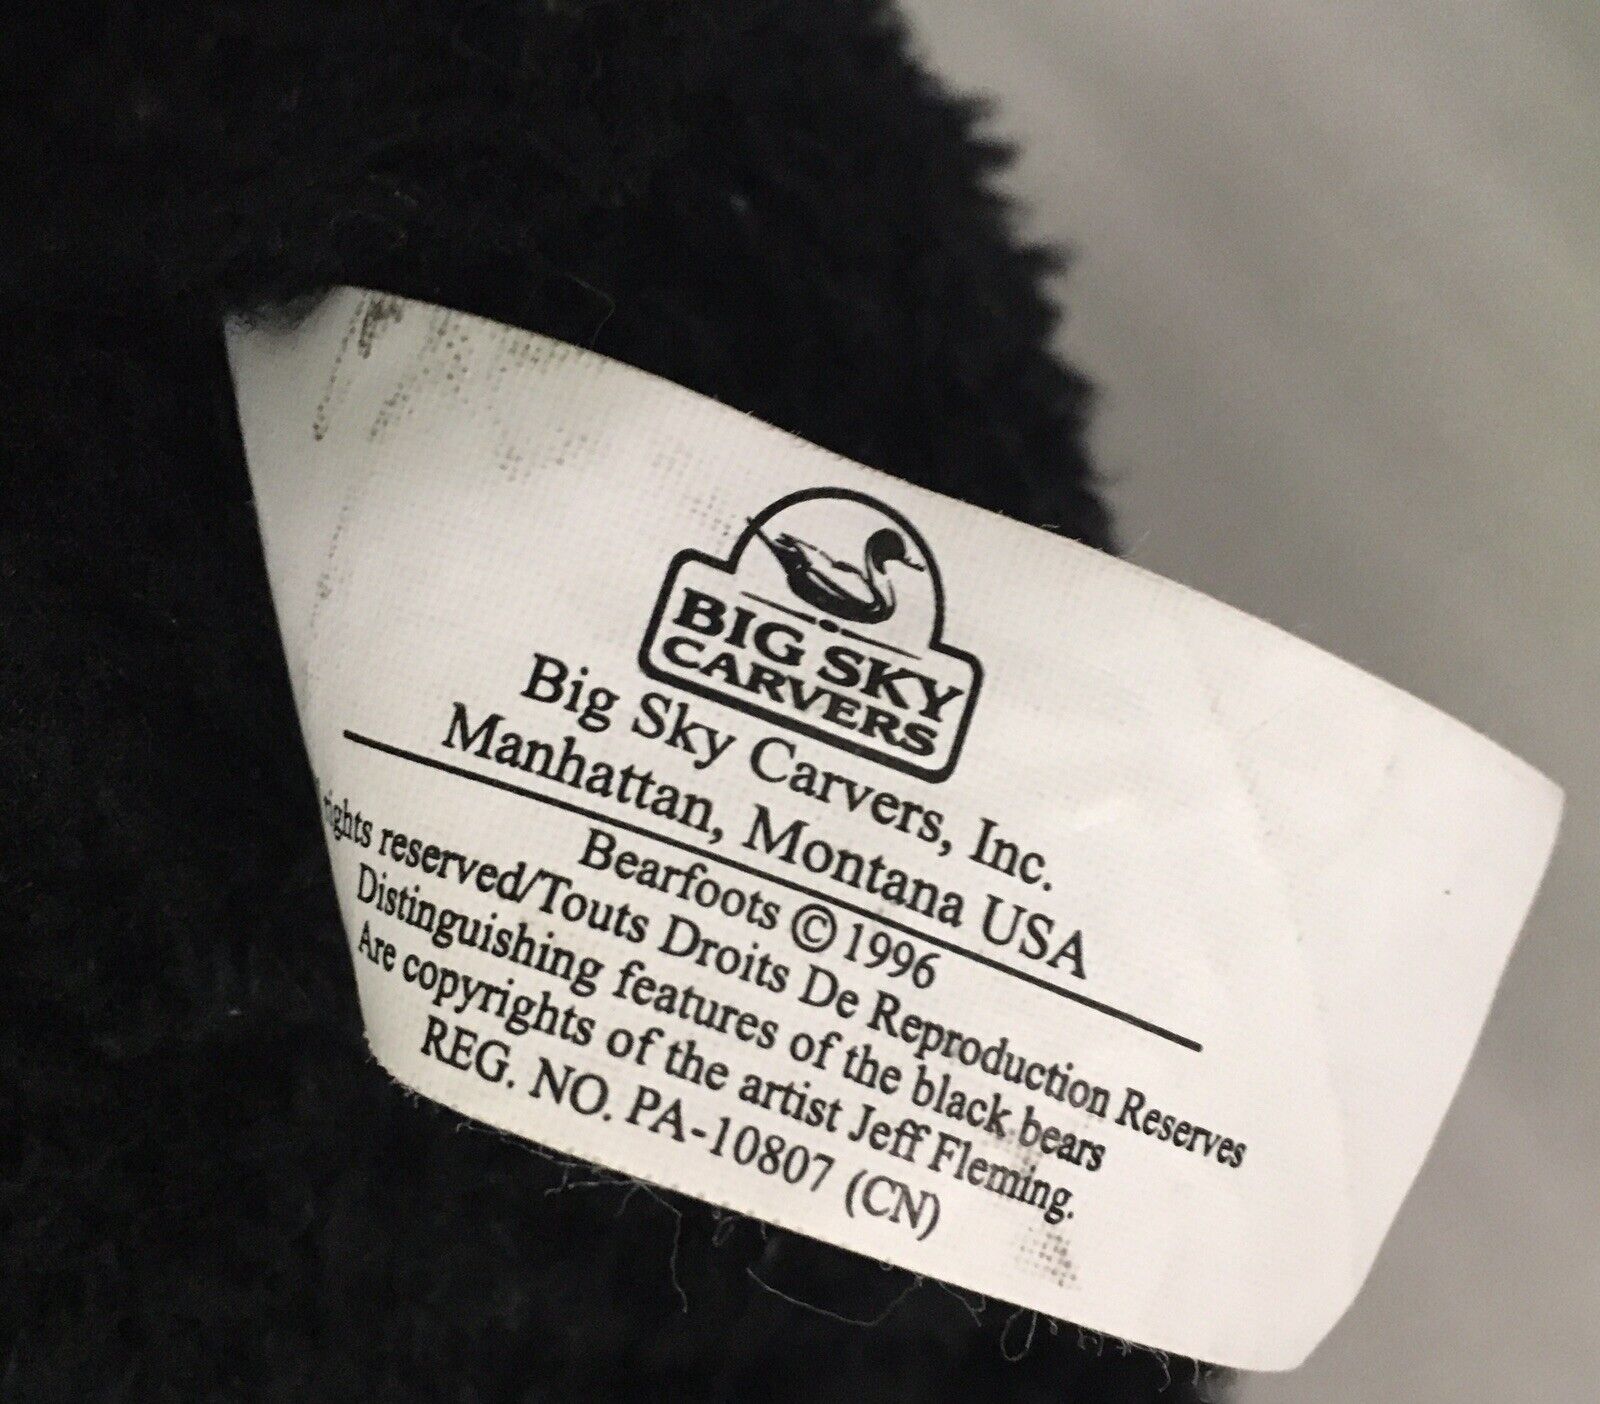 BIG SKY
CARVERS
Big Sky Carvers, Inc.
Manhattan, Montana USA
Bearfoots © 1996
rights reserved/Touts Droits De Reproduction Reserves
Distinguishing features of the black bears
Are copyrights of the artist Jeff Fleming.
REG. NO. PA-10807 (CN)